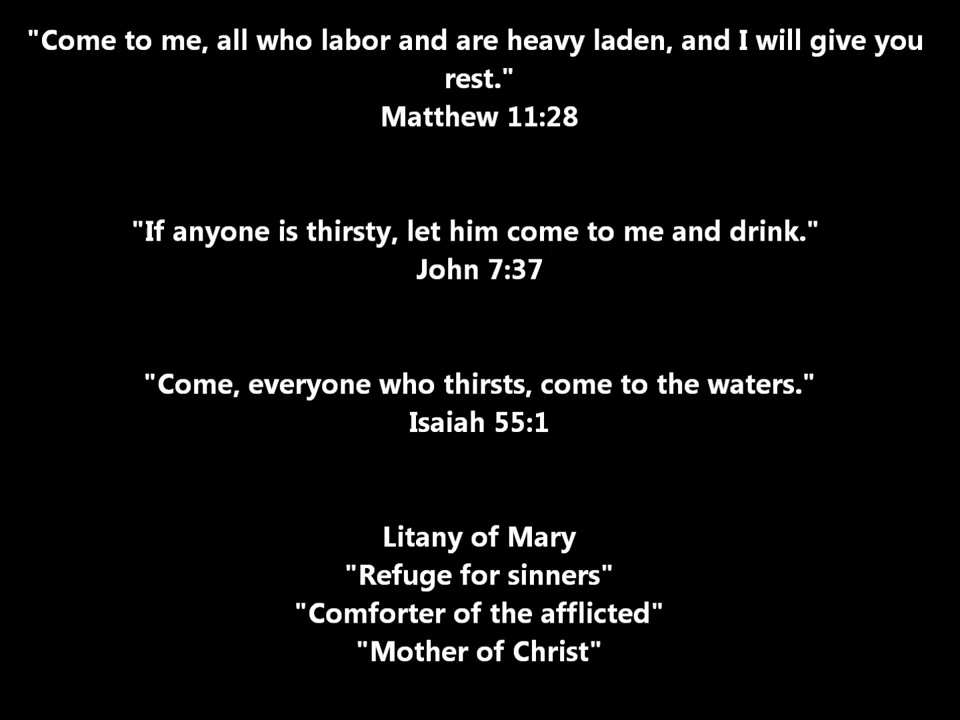 "Come to me, all who labor and are heavy laden, and I will give you
rest."
Matthew 11:28
"If anyone is thirsty, let him come to me and drink."
John 7:37
"Come, everyone who thirsts, come to the waters."
Isaiah 55:1
Litany of Mary
"Refuge for sinners"
"Comforter of the afflicted"
"Mother of Christ"